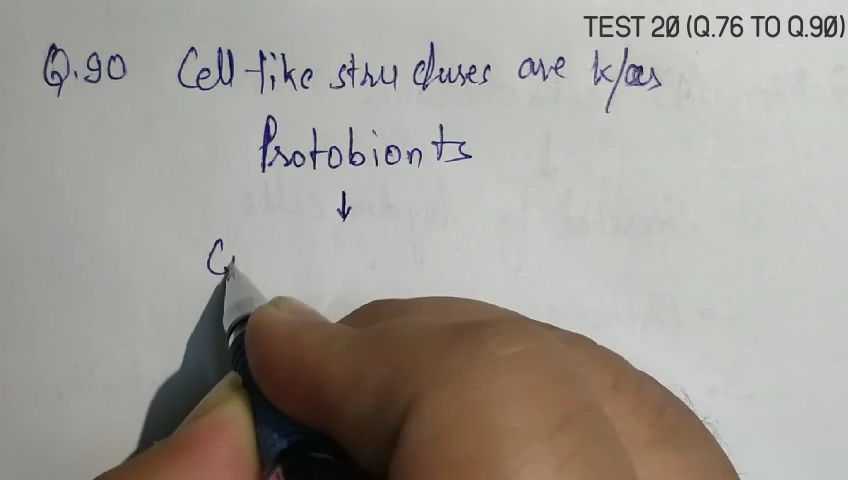 TEST 20 (Q.76 TO Q.90)
Q.90 Cell-like structures are k/as
Protobionts
↓
C